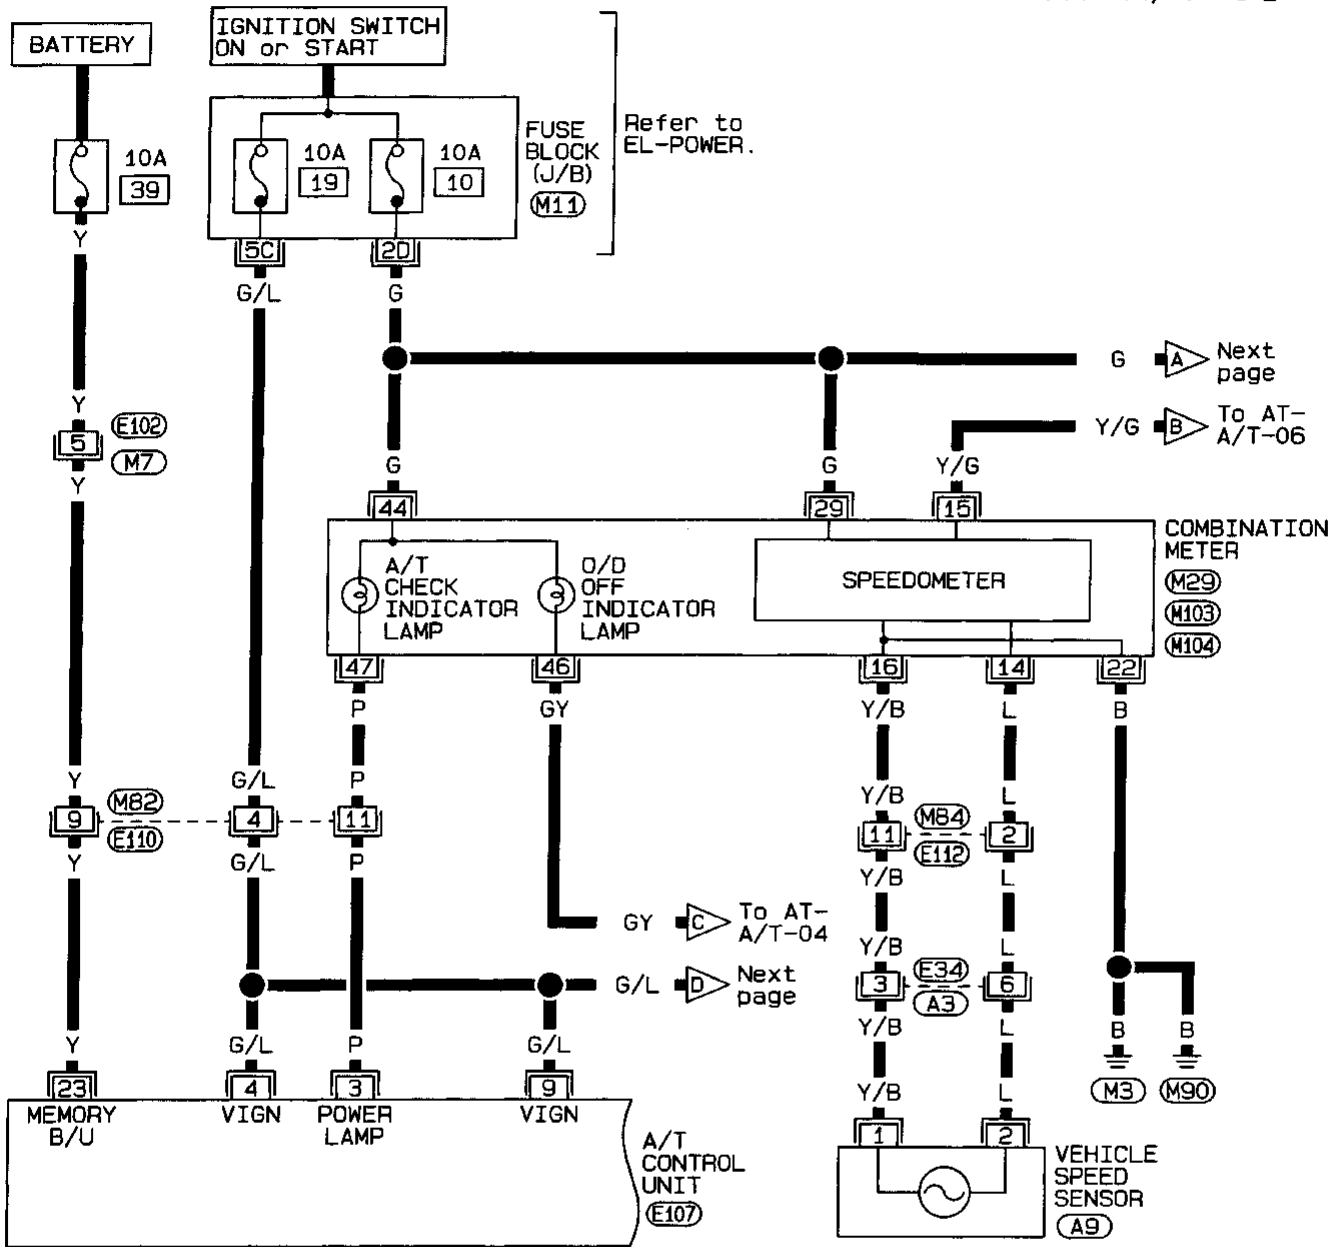 BATTERY
IGNITION SWITCH
ON or START
10A
39
10A
19
10A
10
FUSE
BLOCK
(J/B)
M11
Refer to
EL-POWER.
5C
2D
Y
G/L
G
G
A
Next
page
Y
5
E102
M7
Y
Y/G
B
To AT-
A/T-06
G
G
Y/G
44
29
15
COMBINATION
METER
M29
M103
M104
A/T
CHECK
INDICATOR
LAMP
O/D
OFF
INDICATOR
LAMP
SPEEDOMETER
47
46
16
14
22
P
GY
Y/B
L
B
Y
G/L
P
Y/B
L
9
M82
E110
4
11
11
M84
E112
2
Y
G/L
P
Y/B
L
GY
C
To AT-
A/T-04
Y/B
L
G/L
D
Next
page
3
E34
A3
6
Y/B
L
Y
G/L
P
G/L
B
B
M3
M90
Y/B
L
23
4
3
9
MEMORY
B/U
VIGN
POWER
LAMP
VIGN
A/T
CONTROL
UNIT
E107
1
2
VEHICLE
SPEED
SENSOR
A9